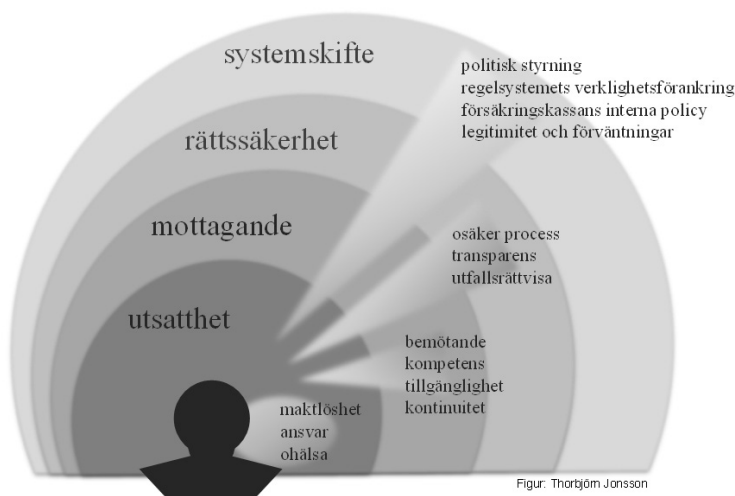 systemskifte
politisk styrning
regelsystemets verklighetsförankring
försäkringskassans interna policy
legitimitet och förväntningar
rättssäkerhet
mottagande
osäker process
transparens
utfallsrättvisa
utsatthet
bemötande
kompetens
tillgänglighet
kontinuitet
maktlöshet
ansvar
ohälsa
Figur: Thorbjörn Jonsson